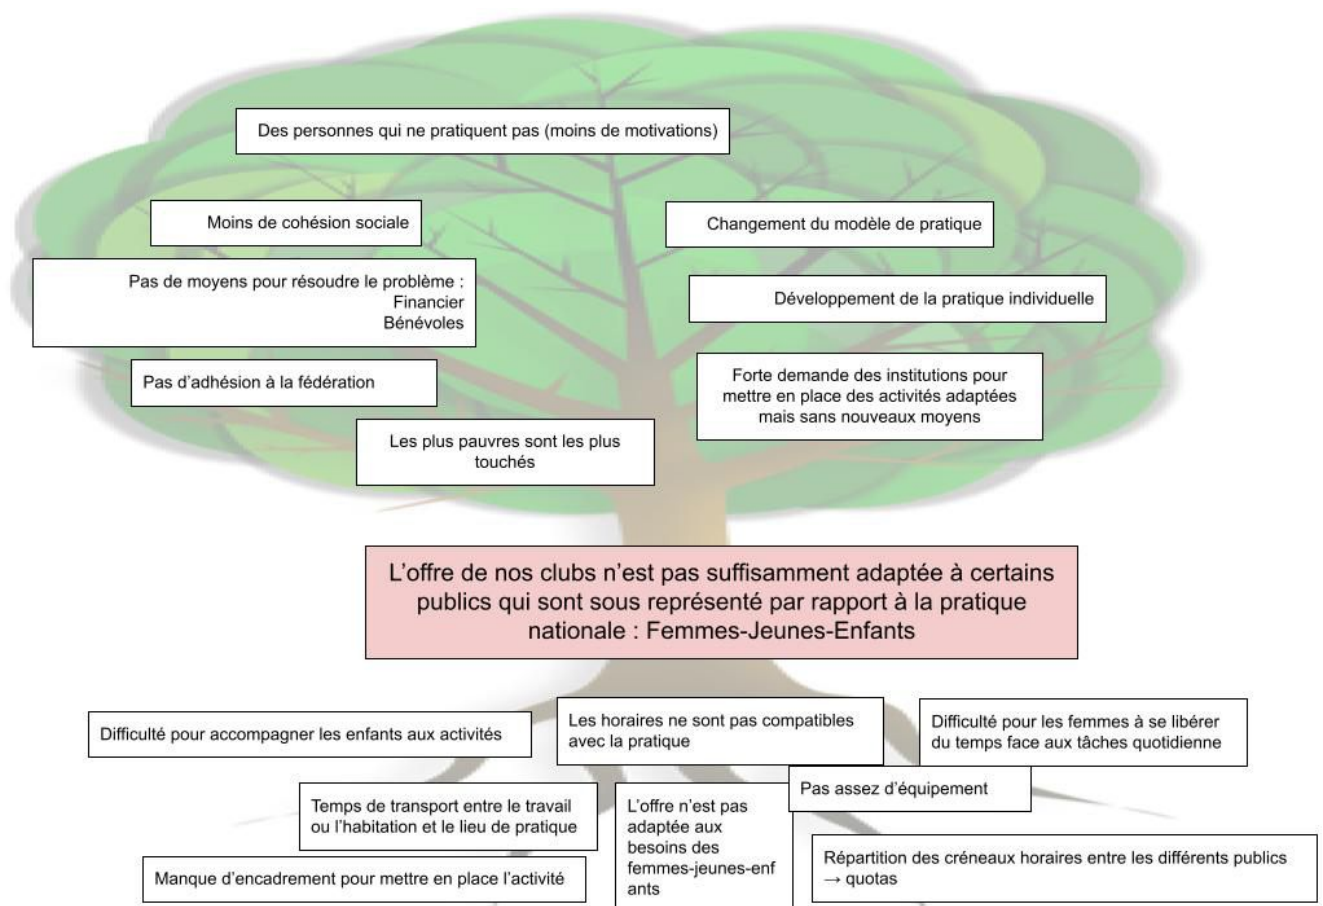 Des personnes qui ne pratiquent pas (moins de motivations)
Moins de cohésion sociale
Changement du modèle de pratique
Pas de moyens pour résoudre le problème :
Financier
Bénévoles
Développement de la pratique individuelle
Pas d'adhésion à la fédération
Forte demande des institutions pour
mettre en place des activités adaptées
mais sans nouveaux moyens
Les plus pauvres sont les plus
touchés
L'offre de nos clubs n'est pas suffisamment adaptée à certains
publics qui sont sous représenté par rapport à la pratique
nationale : Femmes-Jeunes-Enfants
Difficulté pour accompagner les enfants aux activités
Les horaires ne sont pas compatibles
avec la pratique
Difficulté pour les femmes à se libérer
du temps face aux tâches quotidienne
Pas assez d'équipement
Temps de transport entre le travail
ou l'habitation et le lieu de pratique
L'offre n'est pas
adaptée aux
besoins des
femmes-jeunes-enf
ants
Manque d'encadrement pour mettre en place l'activité
Répartition des créneaux horaires entre les différents publics
→ quotas